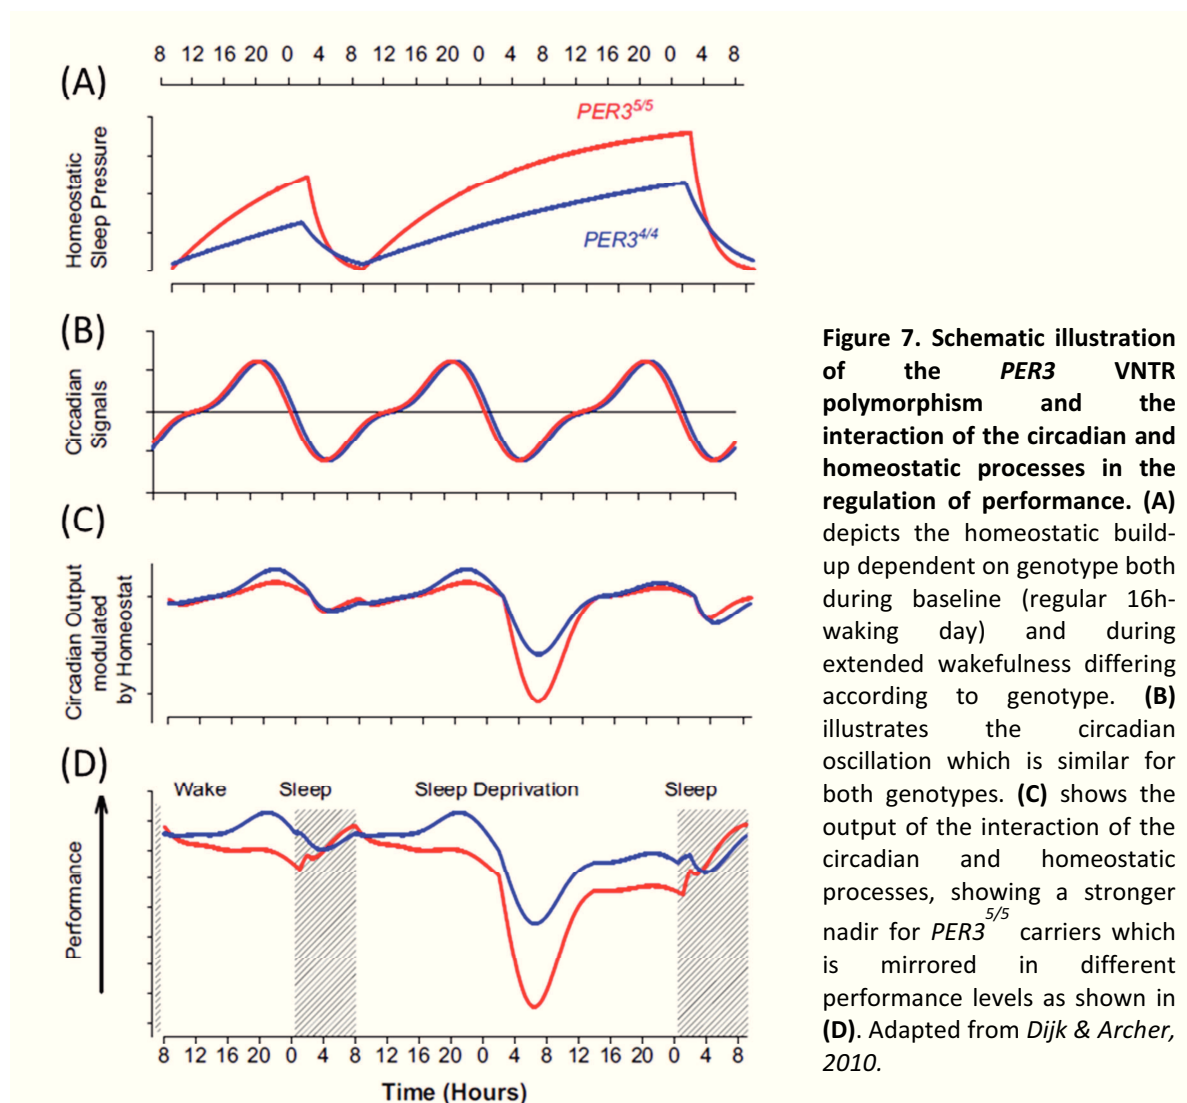 8 12 16 20 0 4 8 12 16 20 0 4 8 12 16 20 0 4 8
(A)
PER3^5/5
PER3^4/4
Homeostatic
Sleep Pressure
(B)
Circadian
Signals
(C)
Circadian Output
modulated
by Homeostat
(D)
Wake Sleep Sleep Deprivation Sleep
Performance
8 12 16 20 0 4 8 12 16 20 0 4 8 12 16 20 0 4 8
Time (Hours)
Figure 7. Schematic illustration
of the PER3 VNTR
polymorphism and the
interaction of the circadian and
homeostatic processes in the
regulation of performance. (A)
depicts the homeostatic build-
up dependent on genotype both
during baseline (regular 16h-
waking day) and during
extended wakefulness differing
according to genotype. (B)
illustrates the circadian
oscillation which is similar for
both genotypes. (C) shows the
output of the interaction of the
circadian and homeostatic
processes, showing a stronger
nadir for PER3^5/5 carriers which
is mirrored in different
performance levels as shown in
(D). Adapted from Dijk & Archer,
2010.